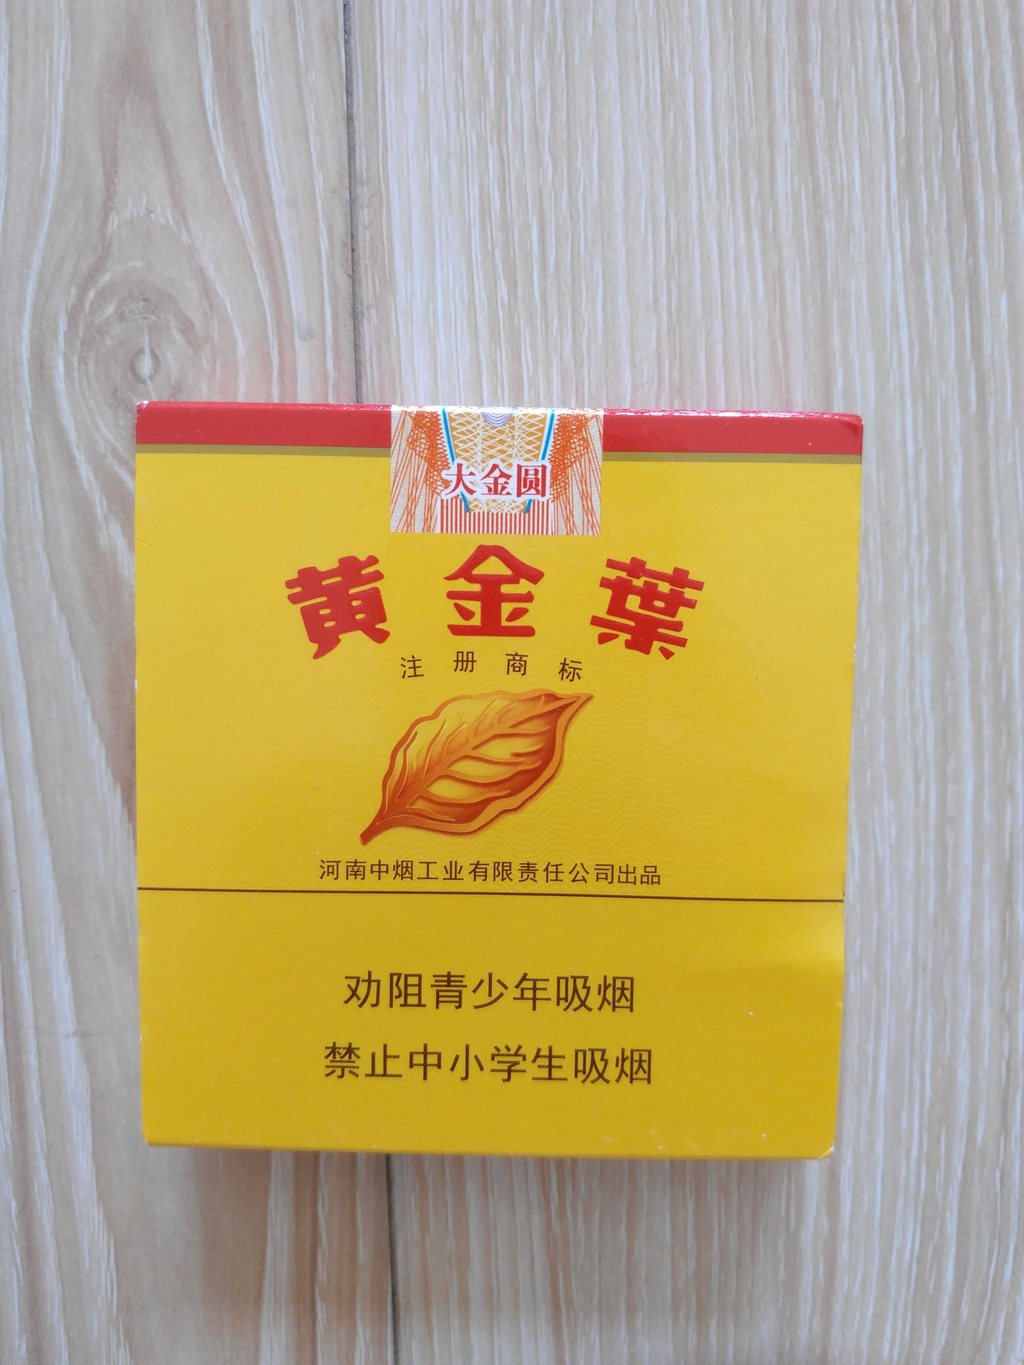 大金圆
黄金葉
注册商标
河南中烟工业有限责任公司出品
劝阻青少年吸烟
禁止中小学生吸烟